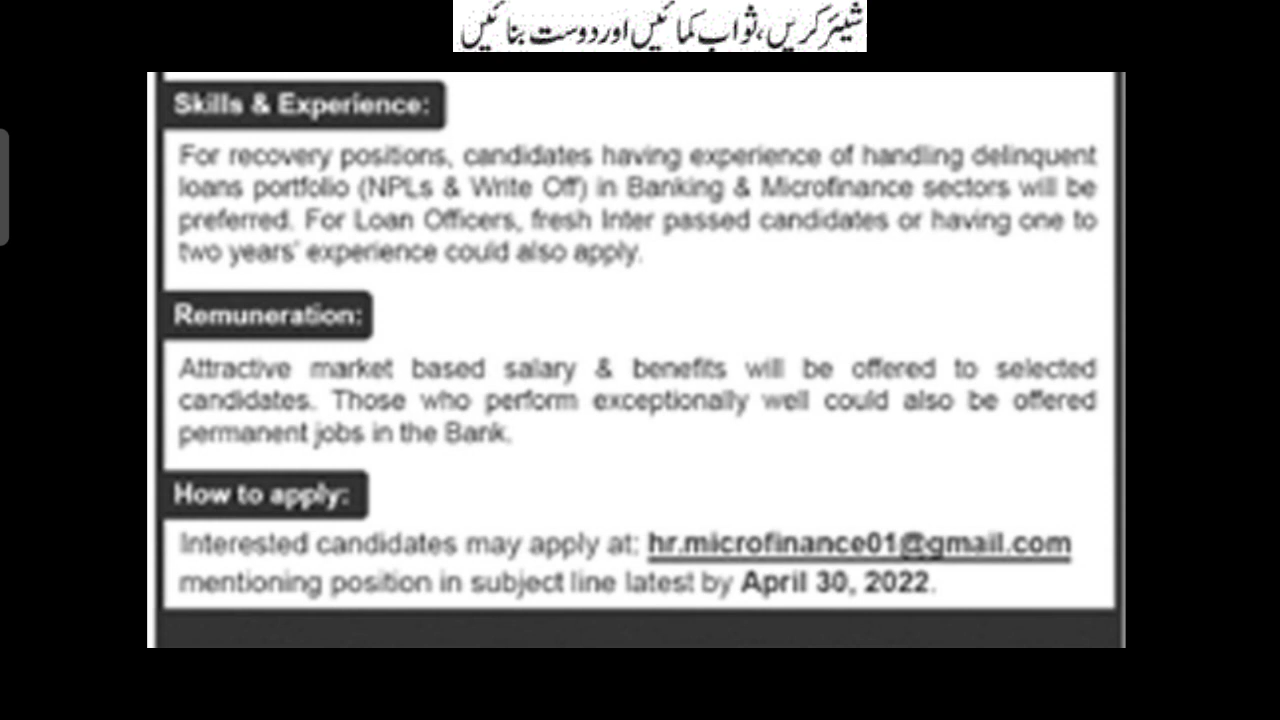 شیئر کریں، ثواب کمائیں اور دوست بنائیں
Skills & Experience:
For recovery positions, candidates having experience of handling delinquent
loans portfolio (NPLs & Write Off) in Banking & Microfinance sectors will be
preferred. For Loan Officers, fresh Inter passed candidates or having one to
two years' experience could also apply.
Remuneration:
Attractive market based salary & benefits will be offered to selected
candidates. Those who perform exceptionally well could also be offered
permanent jobs in the Bank.
How to apply:
Interested candidates may apply at: hr.microfinance01@gmail.com
mentioning position in subject line latest by April 30, 2022.